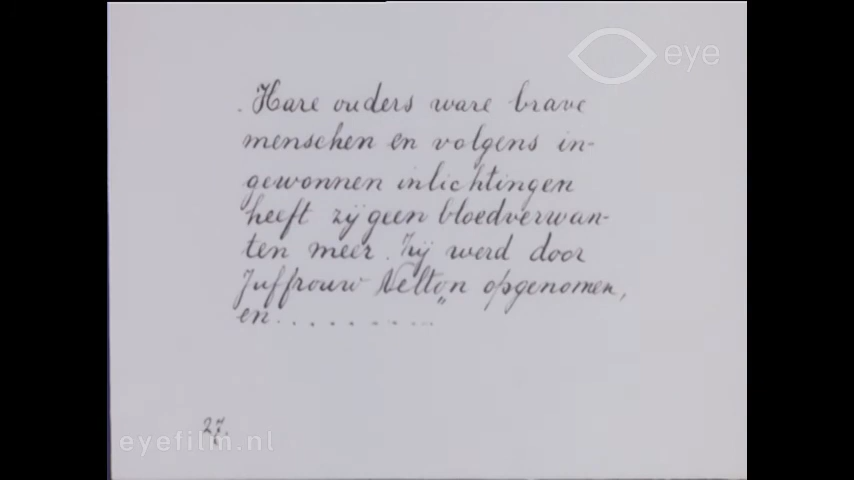 eye
. Hare ouders ware brave
menschen en volgens in-
gewonnen inlichtingen
heeft zij geen bloedverwan-
ten meer. Zij werd door
Juffrouw Nelton opgenomen,
en..........."
27.
eyefilm.nl